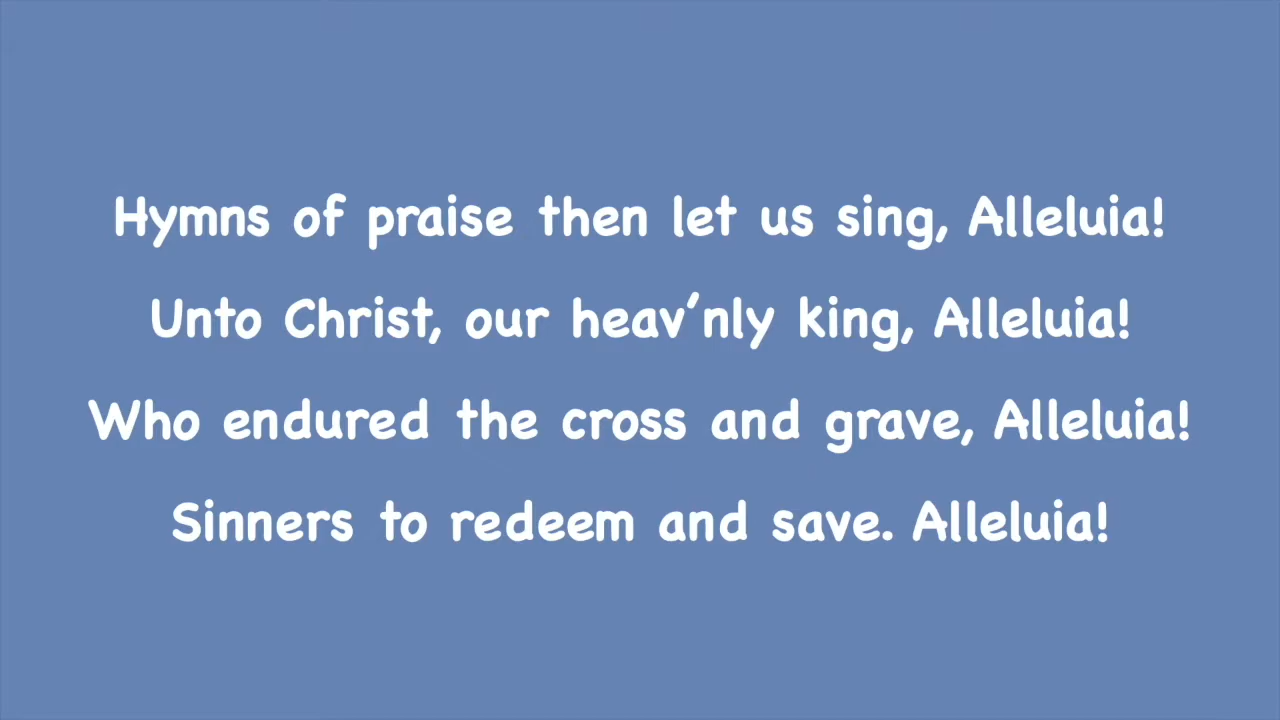 Hymns of praise then let us sing, Alleluia!
Unto Christ, our heav’nly king, Alleluia!
Who endured the cross and grave, Alleluia!
Sinners to redeem and save. Alleluia!